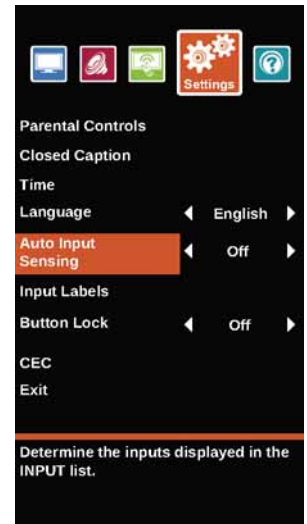 Settings
Parental Controls
Closed Caption
Time
Language English
Auto Input
Sensing Off
Input Labels
Button Lock Off
CEC
Exit
Determine the inputs displayed in the
INPUT list.